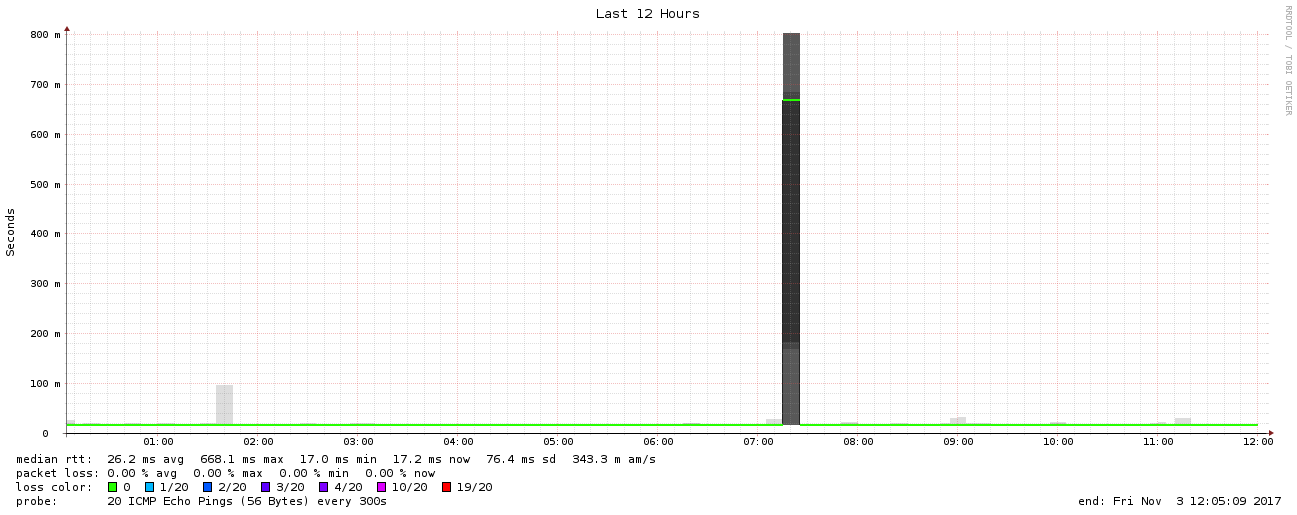 Last 12 Hours
RRDTOOL / TOBI OETIKER
Seconds
800 m
700 m
600 m
500 m
400 m
300 m
200 m
100 m
0
01:00 02:00 03:00 04:00 05:00 06:00 07:00 08:00 09:00 10:00 11:00 12:00
median rtt: 26.2 ms avg 668.1 ms max 17.0 ms min 17.2 ms now 76.4 ms sd 343.3 m am/s
packet loss: 0.00 % avg 0.00 % max 0.00 % min 0.00 % now
loss color: 0 1/20 2/20 3/20 4/20 10/20 19/20
probe: 20 ICMP Echo Pings (56 Bytes) every 300s end: Fri Nov 3 12:05:09 2017